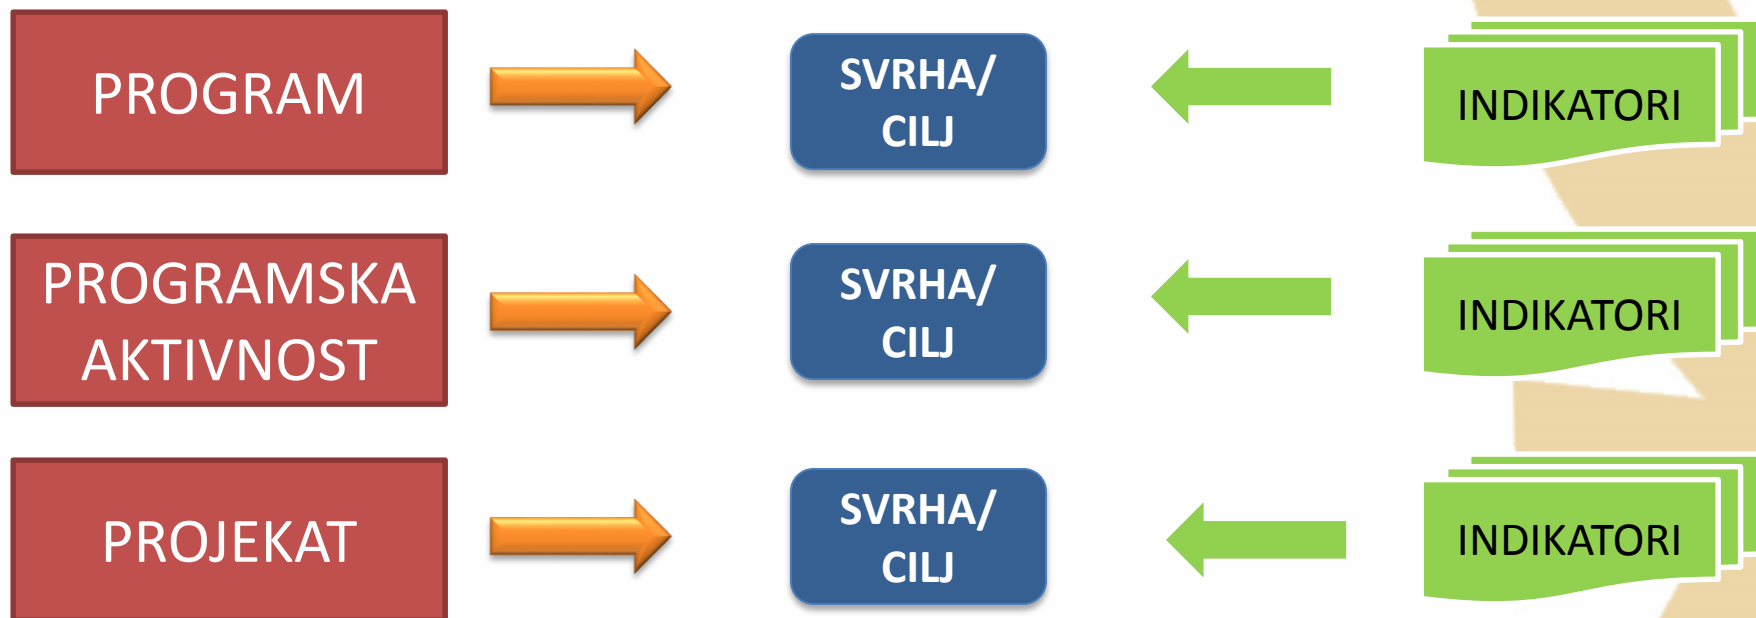 PROGRAM
SVRHA/
CILJ
INDIKATORI
PROGRAMSKA
AKTIVNOST
SVRHA/
CILJ
INDIKATORI
PROJEKAT
SVRHA/
CILJ
INDIKATORI